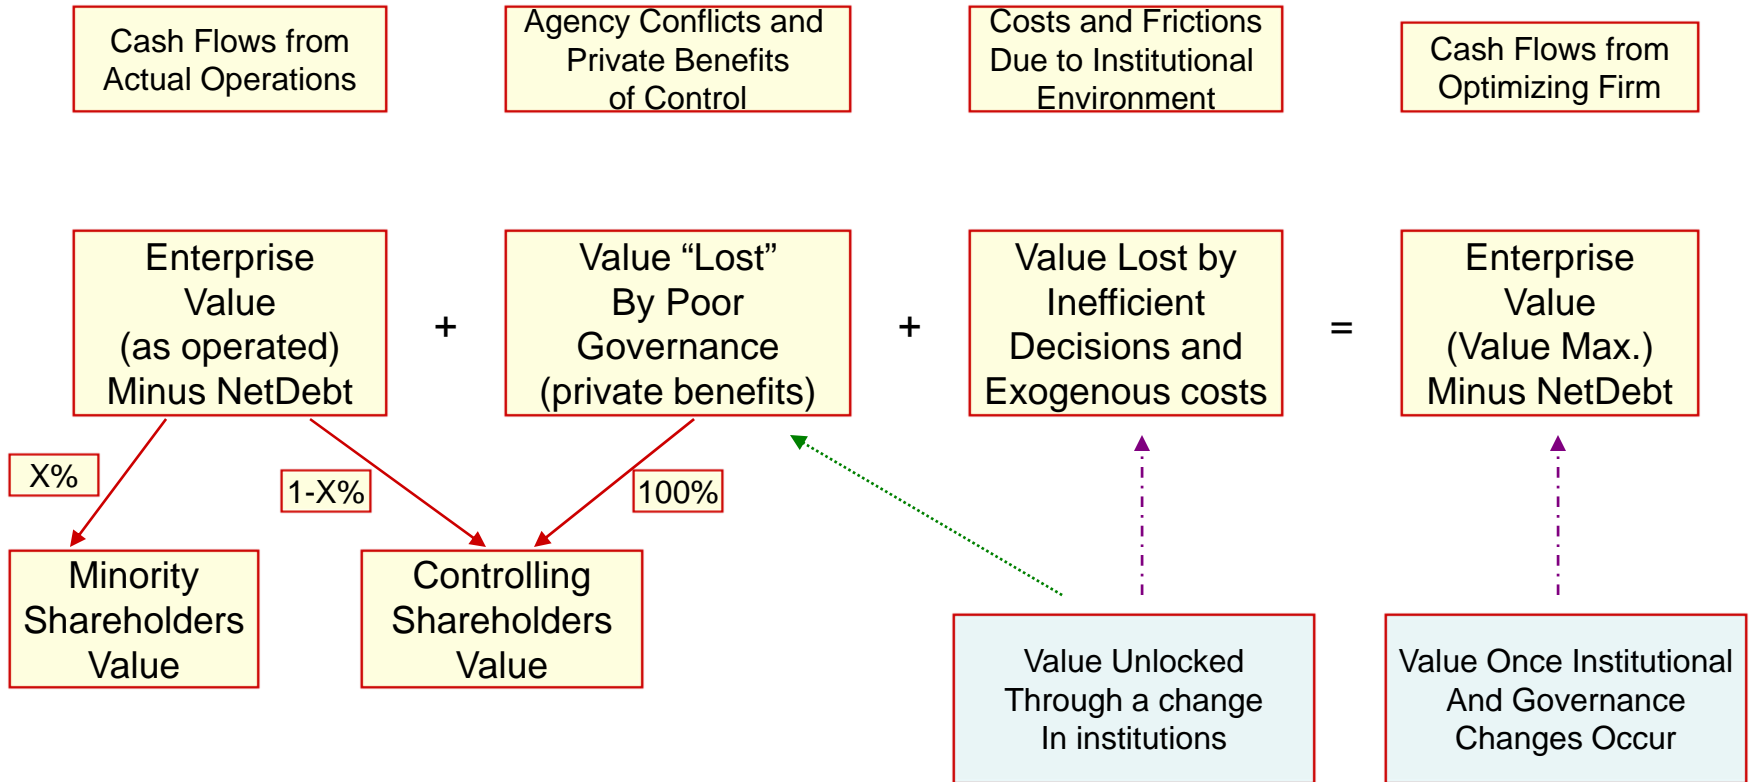 Cash Flows from
Actual Operations
Agency Conflicts and
Private Benefits
of Control
Costs and Frictions
Due to Institutional
Environment
Cash Flows from
Optimizing Firm
Enterprise
Value
(as operated)
Minus NetDebt
+
Value “Lost”
By Poor
Governance
(private benefits)
+
Value Lost by
Inefficient
Decisions and
Exogenous costs
=
Enterprise
Value
(Value Max.)
Minus NetDebt
X%
1-X%
100%
Minority
Shareholders
Value
Controlling
Shareholders
Value
Value Unlocked
Through a change
In institutions
Value Once Institutional
And Governance
Changes Occur